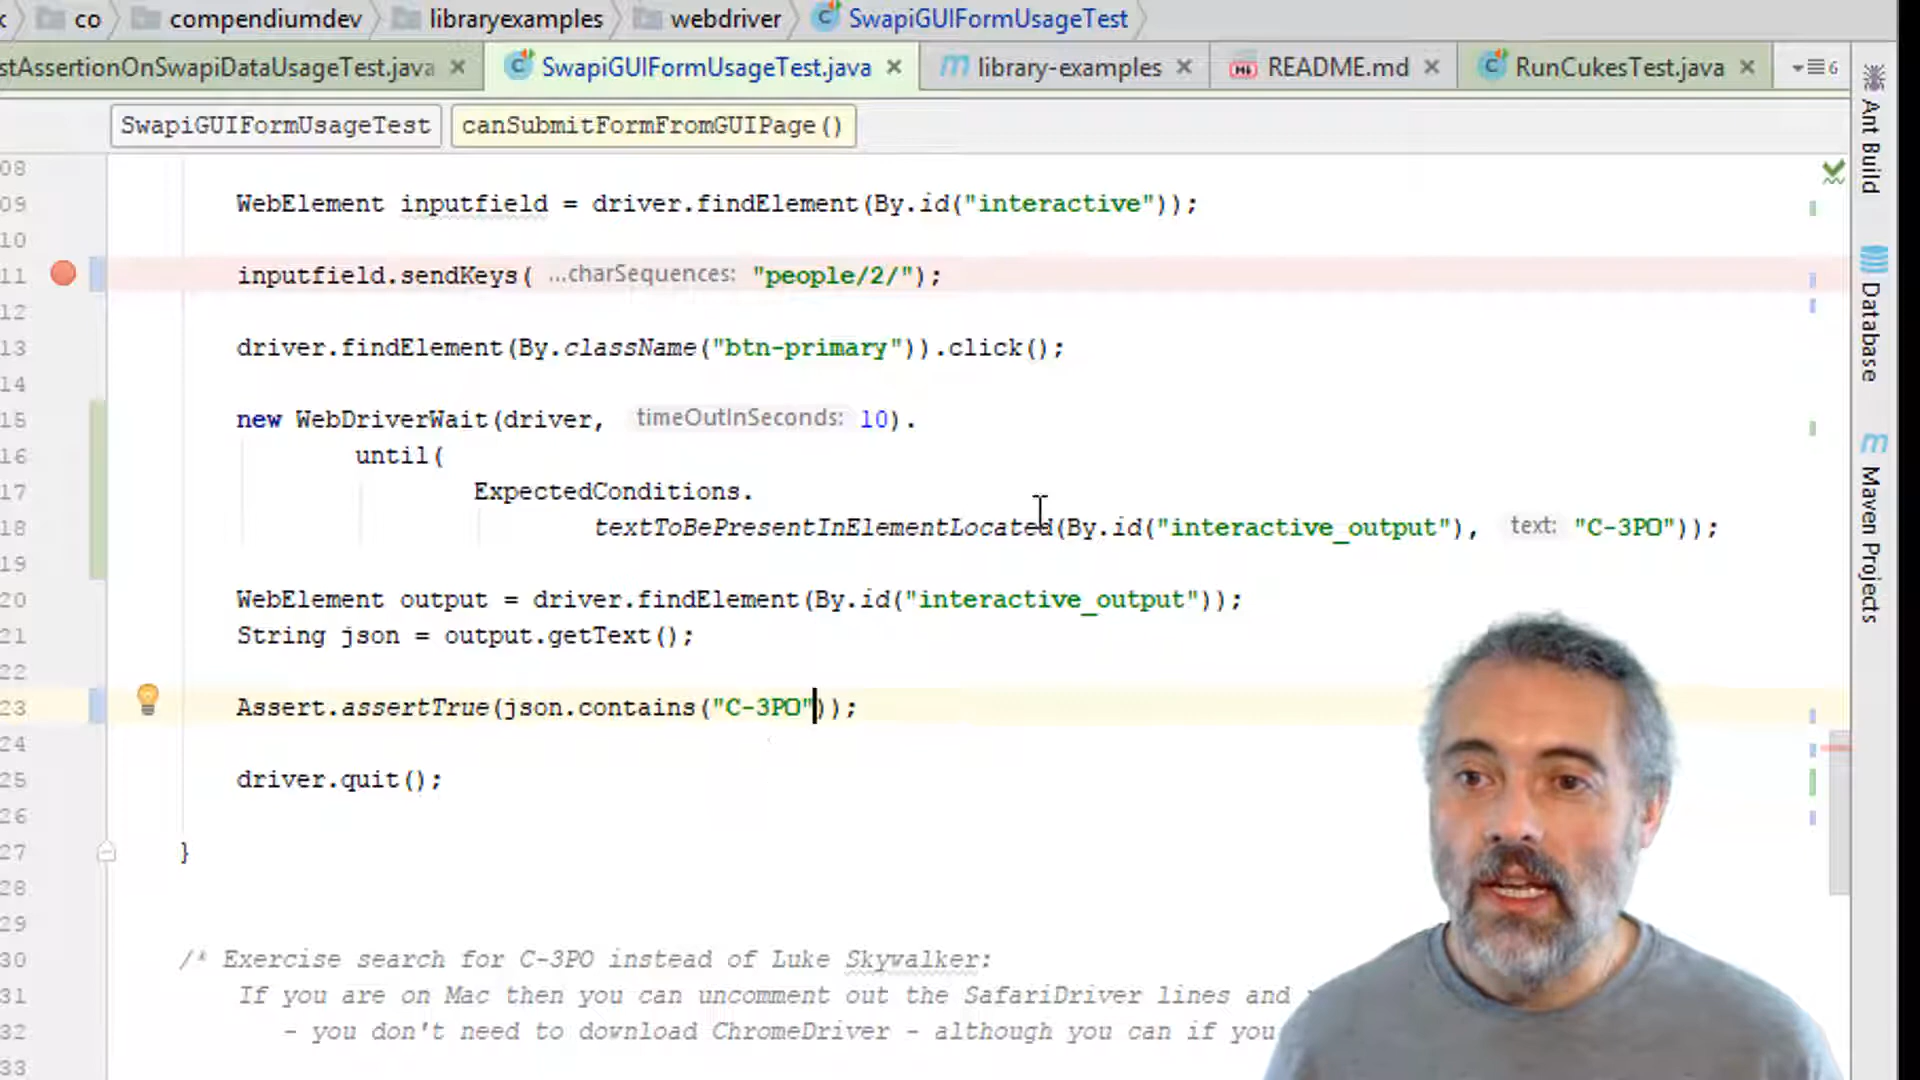 co compendiumdev libraryexamples webdriver SwapiGUIFormUsageTest
stAssertionOnSwapiDataUsageTest.java SwapiGUIFormUsageTest.java library-examples README.md RunCukesTest.java 6
SwapiGUIFormUsageTest canSubmitFormFromGUIPage()
08
09 WebElement inputfield = driver.findElement(By.id("interactive"));
10
11 inputfield.sendKeys( ...charSequences: "people/2/");
12
13 driver.findElement(By.className("btn-primary")).click();
14
15 new WebDriverWait(driver, timeOutInSeconds: 10).
16 until(
17 ExpectedConditions.
18 textToBePresentInElementLocated(By.id("interactive_output"), text: "C-3PO"));
19
20 WebElement output = driver.findElement(By.id("interactive_output"));
21 String json = output.getText();
22
23 Assert.assertTrue(json.contains("C-3PO"));
24
25 driver.quit();
26
27 }
28
29
30 /* Exercise search for C-3PO instead of Luke Skywalker:
31 If you are on Mac then you can uncomment out the SafariDriver lines and
32 - you don't need to download ChromeDriver - although you can if you
33
Ant Build
Database
Maven Projects